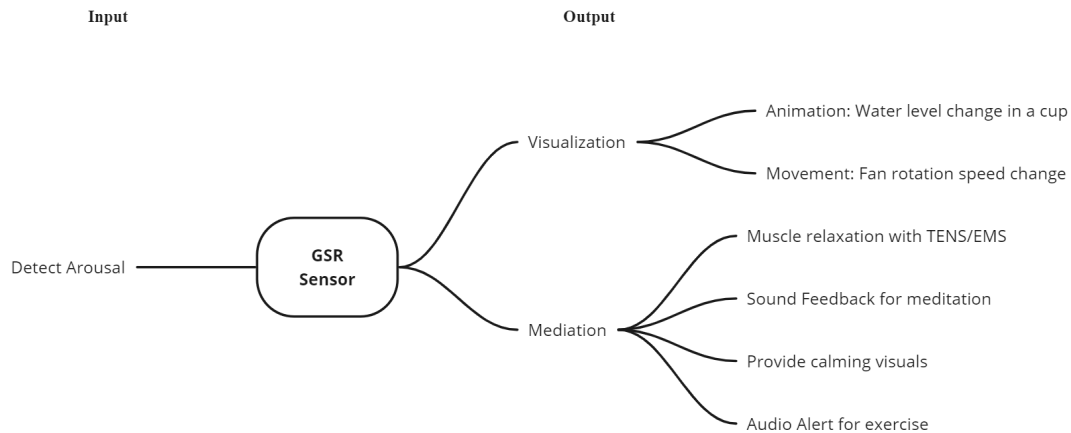 Input
Output
Animation: Water level change in a cup
Visualization
Movement: Fan rotation speed change
Muscle relaxation with TENS/EMS
GSR
Sensor
Detect Arousal
Sound Feedback for meditation
Mediation
Provide calming visuals
Audio Alert for exercise